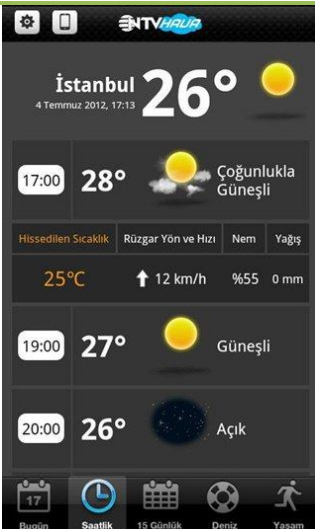 NTVHAVA
İstanbul
4 Temmuz 2012, 17:13
26°
17:00 28° Çoğunlukla
Güneşli
Hissedilen Sıcaklık Rüzgar Yön ve Hızı Nem Yağış
25°C 12 km/h %55 0 mm
19:00 27° Güneşli
20:00 26° Açık
17
Bugün Saatlik 15 Günlük Deniz Yaşam